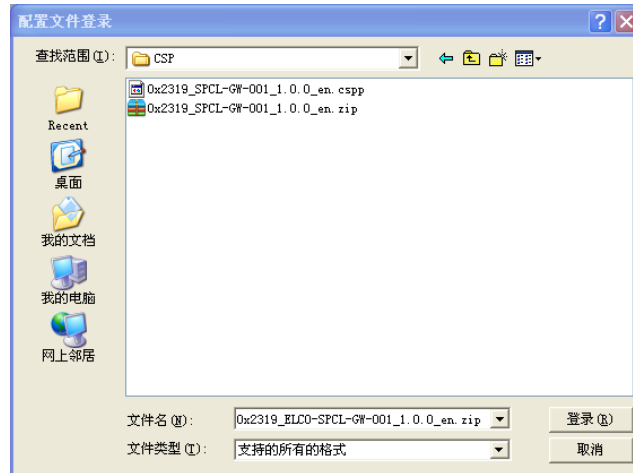 配置文件登录
查找范围(I): CSP
0x2319_SPCL-GW-001_1.0.0_en.cspp
0x2319_SPCL-GW-001_1.0.0_en.zip
Recent
桌面
我的文档
我的电脑
网上邻居
文件名(N): 0x2319_ELCO-SPCL-GW-001_1.0.0_en.zip 登录(R)
文件类型(T): 支持的所有的格式 取消